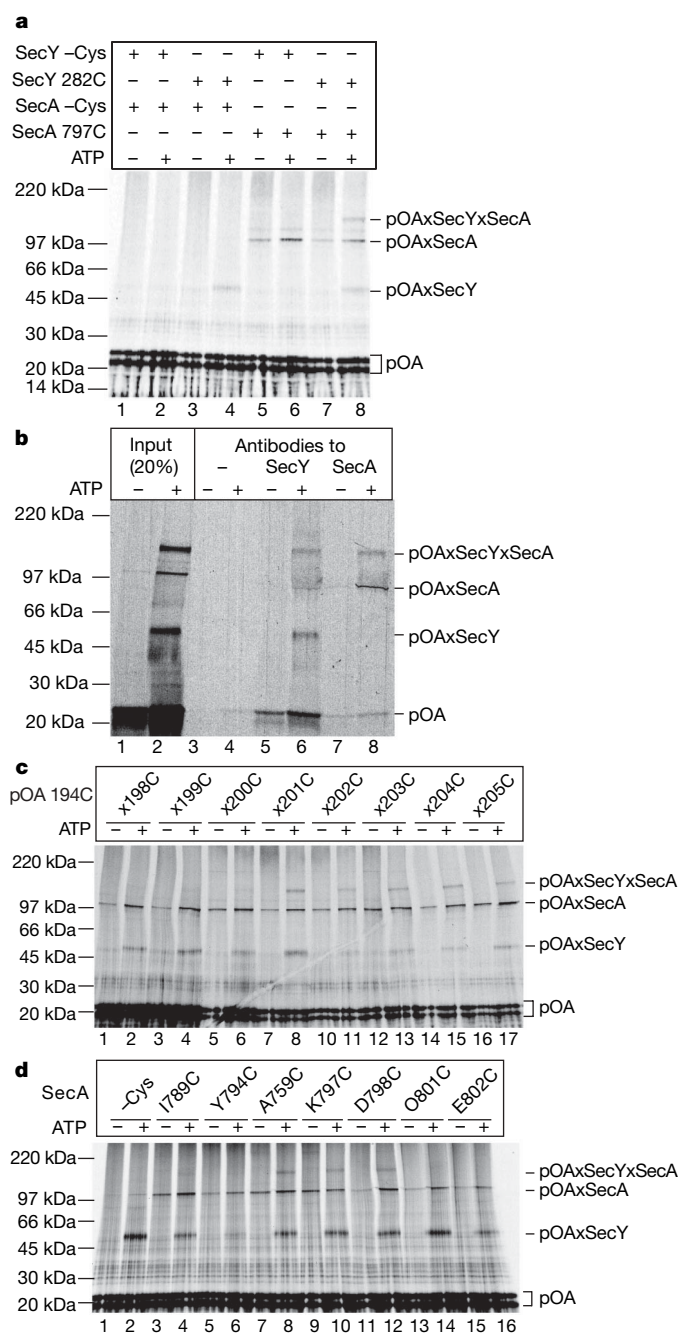 a
SecY –Cys + + – – + + – –
SecY 282C – – + + – – + +
SecA –Cys + + + + – – – –
SecA 797C – – – – + + + +
ATP – + – + – + – +
220 kDa
97 kDa
66 kDa
45 kDa
30 kDa
20 kDa
14 kDa
pOAxSecYxSecA
pOAxSecA
pOAxSecY
pOA
1 2 3 4 5 6 7 8
b
Input (20%)
Antibodies to
– SecY SecA
ATP – + – + – + – +
220 kDa
97 kDa
66 kDa
45 kDa
30 kDa
20 kDa
pOAxSecYxSecA
pOAxSecA
pOAxSecY
pOA
1 2 3 4 5 6 7 8
c
pOA 194C x198C x199C x200C x201C x202C x203C x204C x205C
ATP – + – + – + – + – + – + – + – +
220 kDa
97 kDa
66 kDa
45 kDa
30 kDa
20 kDa
pOAxSecYxSecA
pOAxSecA
pOAxSecY
pOA
1 2 3 4 5 6 7 8 10 11 12 13 14 15 16 17
d
SecA –Cys I789C Y794C A759C K797C D798C O801C E802C
ATP – + – + – + – + – + – + – + – +
220 kDa
97 kDa
66 kDa
45 kDa
30 kDa
20 kDa
pOAxSecYxSecA
pOAxSecA
pOAxSecY
pOA
1 2 3 4 5 6 7 8 9 10 11 12 13 14 15 16